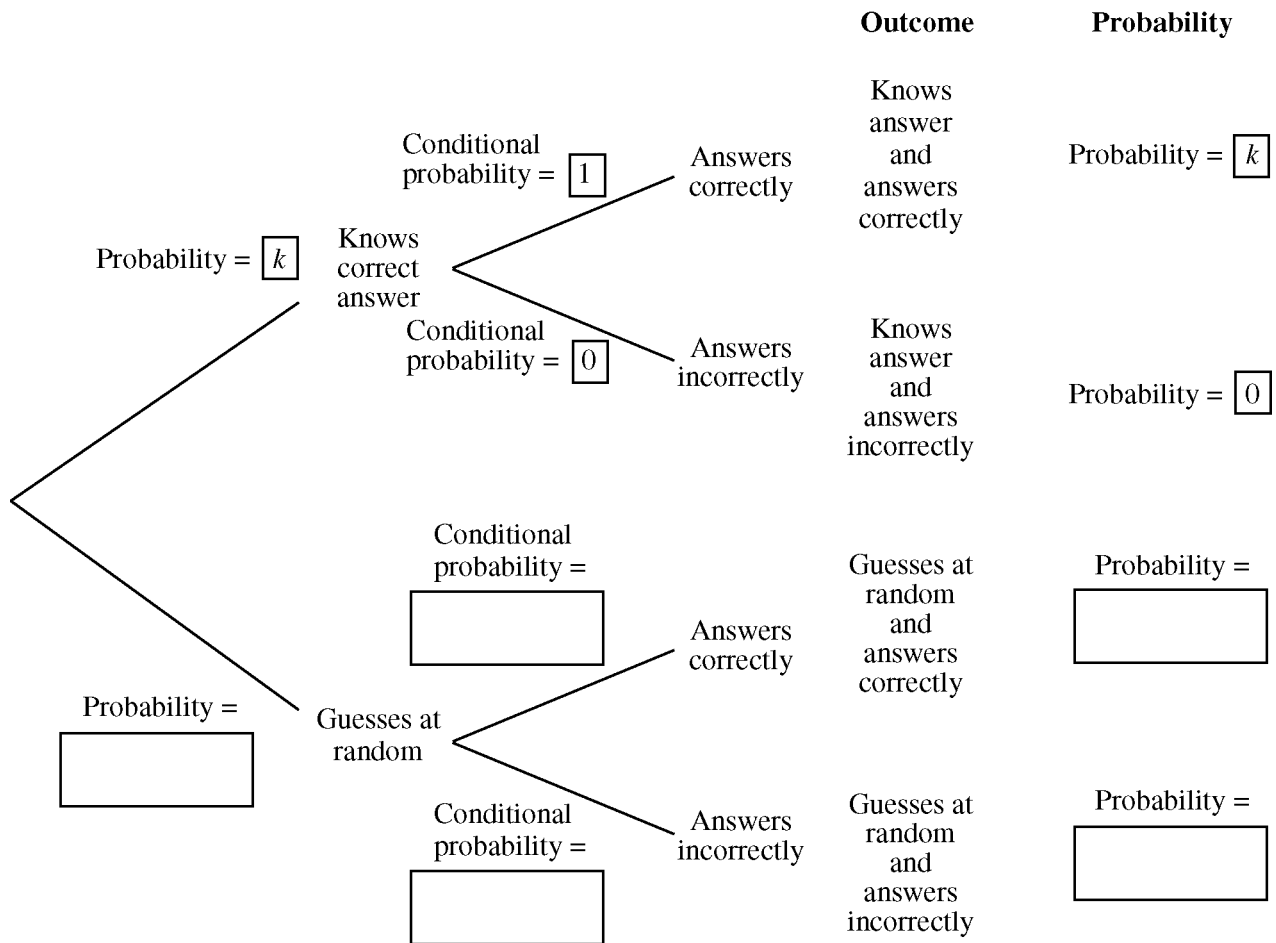 Outcome
Probability
Knows
answer
and
answers
correctly
Conditional
probability = 1
Answers
correctly
Probability = k
Knows
correct
answer
Probability = k
Conditional
probability = 0
Answers
incorrectly
Knows
answer
and
answers
incorrectly
Probability = 0
Conditional
probability =
Answers
correctly
Guesses at
random
and
answers
correctly
Probability =
Probability =
Guesses at
random
Conditional
probability =
Answers
incorrectly
Guesses at
random
and
answers
incorrectly
Probability =